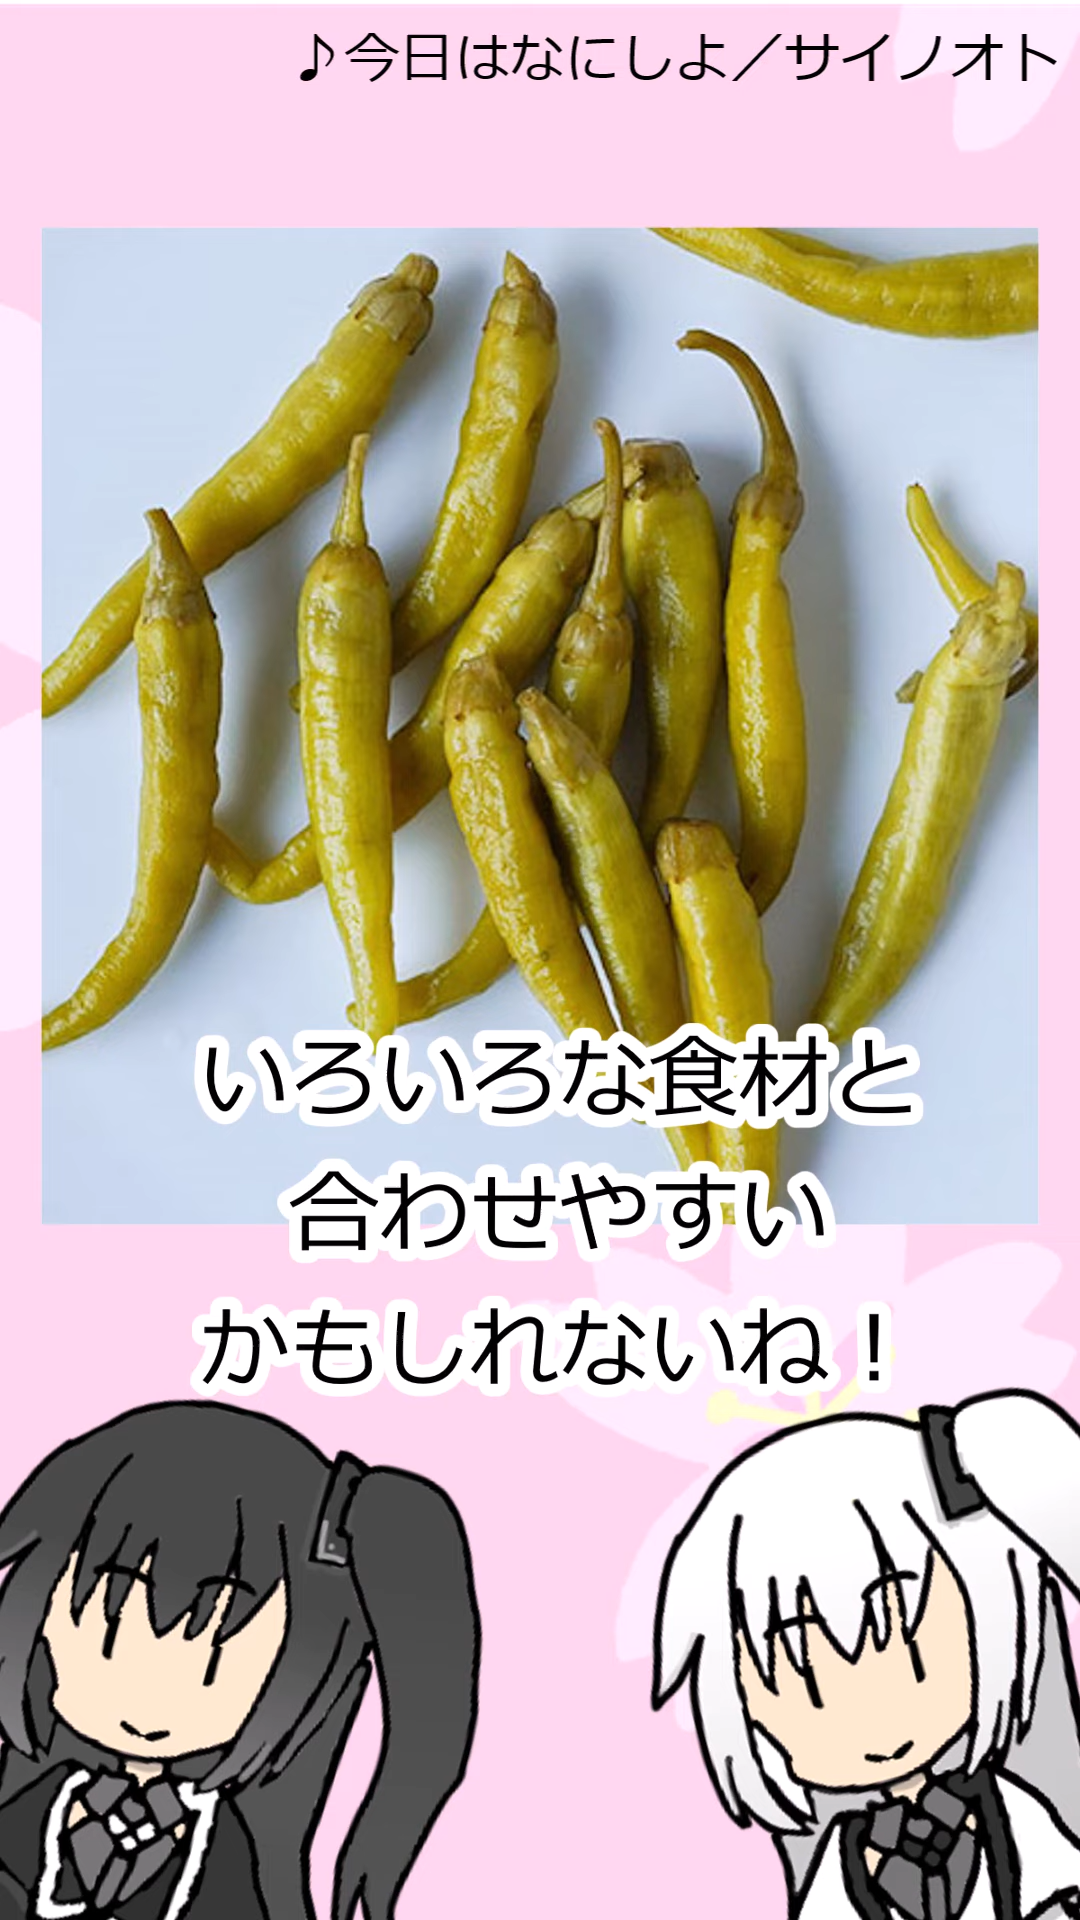 ♪今日はなにしよ／サイノオト
いろいろな食材と
合わせやすい
かもしれないね！